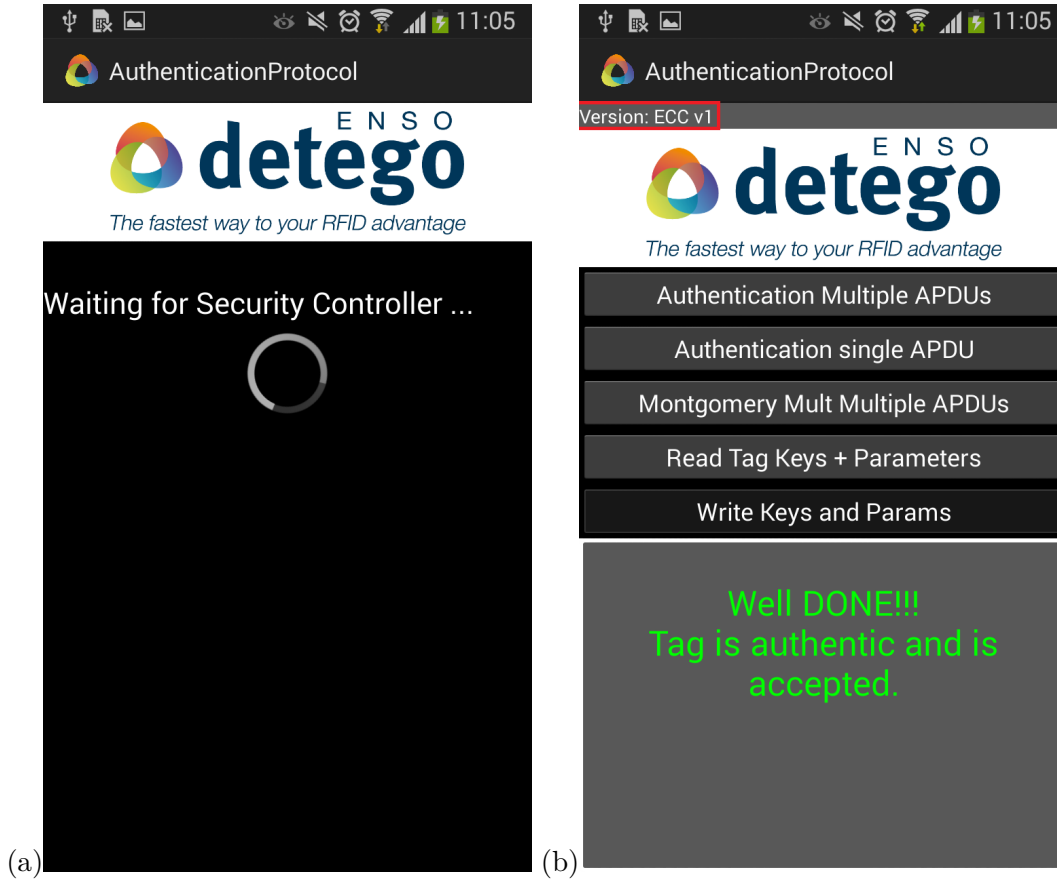 11:05
AuthenticationProtocol
ENSO
detego
The fastest way to your RFID advantage
Waiting for Security Controller ...
(a)
11:05
AuthenticationProtocol
Version: ECC v1
ENSO
detego
The fastest way to your RFID advantage
Authentication Multiple APDUs
Authentication single APDU
Montgomery Mult Multiple APDUs
Read Tag Keys + Parameters
Write Keys and Params
Well DONE!!!
Tag is authentic and is
accepted.
(b)